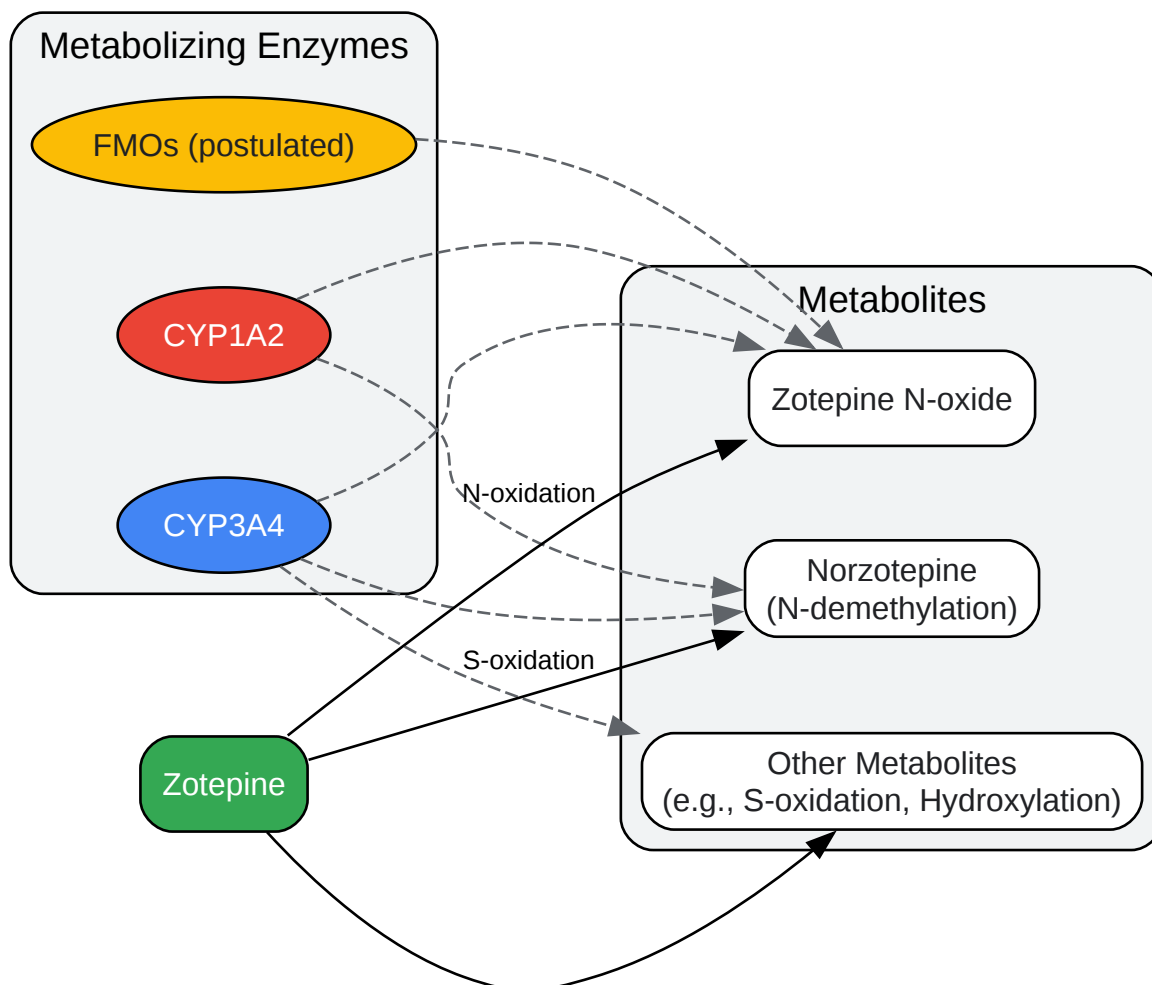 Metabolizing Enzymes
FMOs (postulated)
CYP1A2
CYP3A4
Metabolites
Zotepine N-oxide
N-oxidation
Norzotepine
(N-demethylation)
S-oxidation
Zotepine
Other Metabolites
(e.g., S-oxidation, Hydroxylation)